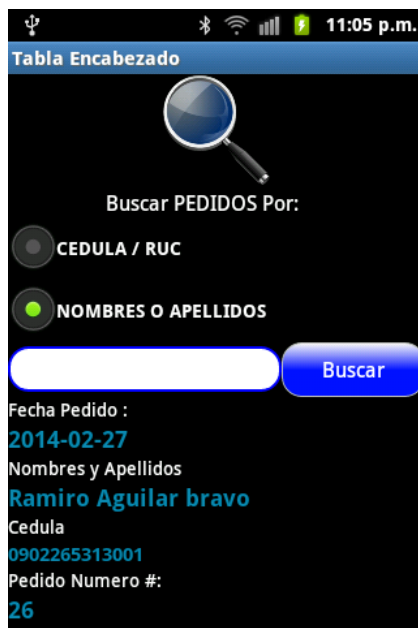 11:05 p.m.
Tabla Encabezado
Buscar PEDIDOS Por:
CEDULA / RUC
NOMBRES O APELLIDOS
Buscar
Fecha Pedido :
2014-02-27
Nombres y Apellidos
Ramiro Aguilar bravo
Cedula
0902265313001
Pedido Numero #:
26